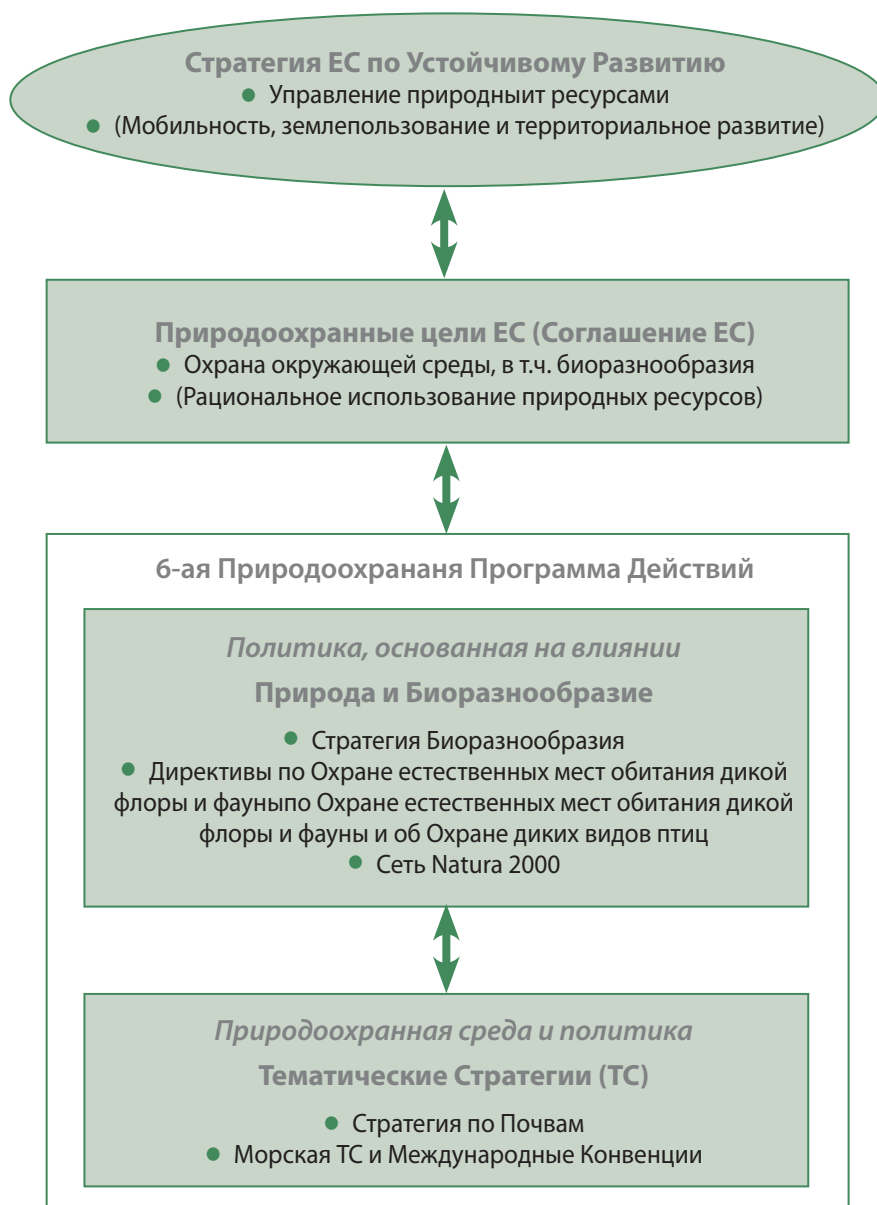 Стратегия ЕС по Устойчивому Развитию
● Управление природныит ресурсами
● (Мобильность, землепользование и территориальное развитие)
Природоохранные цели ЕС (Соглашение ЕС)
● Охрана окружающей среды, в т.ч. биоразнообразия
● (Рациональное использование природных ресурсов)
6-ая Природоохрананя Программа Действий
Политика, основанная на влиянии
Природа и Биоразнообразие
● Стратегия Биоразнообразия
● Директивы по Охране естественных мест обитания дикой
флоры и фауныпо Охране естественных мест обитания дикой
флоры и фауны и об Охране диких видов птиц
● Сеть Natura 2000
Природоохранная среда и политика
Тематические Стратегии (ТС)
● Стратегия по Почвам
● Морская ТС и Международные Конвенции